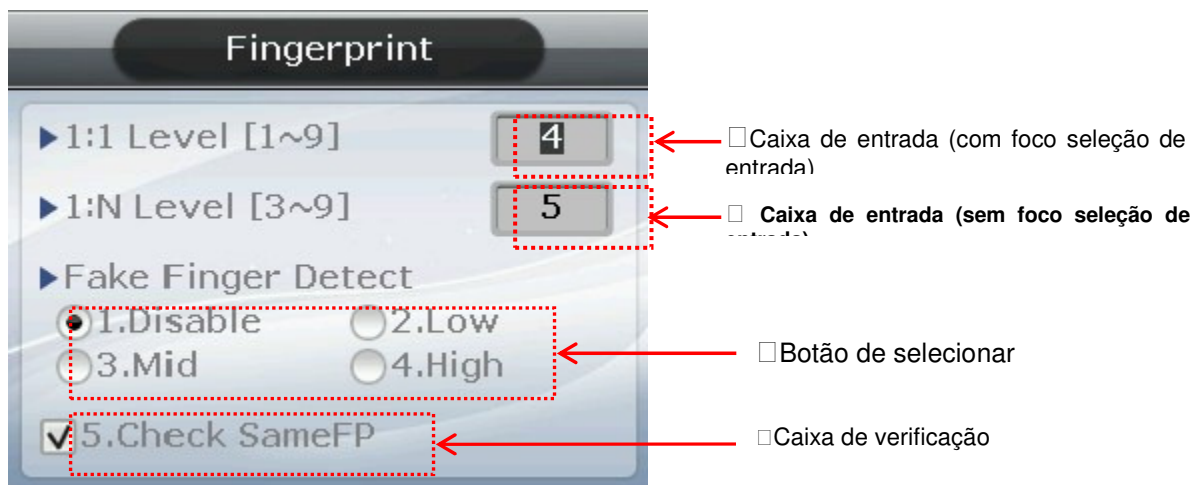 Fingerprint
▶1:1 Level [1~9] 4
□Caixa de entrada (com foco seleção de
entrada)
▶1:N Level [3~9] 5
□ Caixa de entrada (sem foco seleção de
entrada)
▶Fake Finger Detect
1.Disable 2.Low
3.Mid 4.High
□Botão de selecionar
5.Check SameFP
□Caixa de verificação